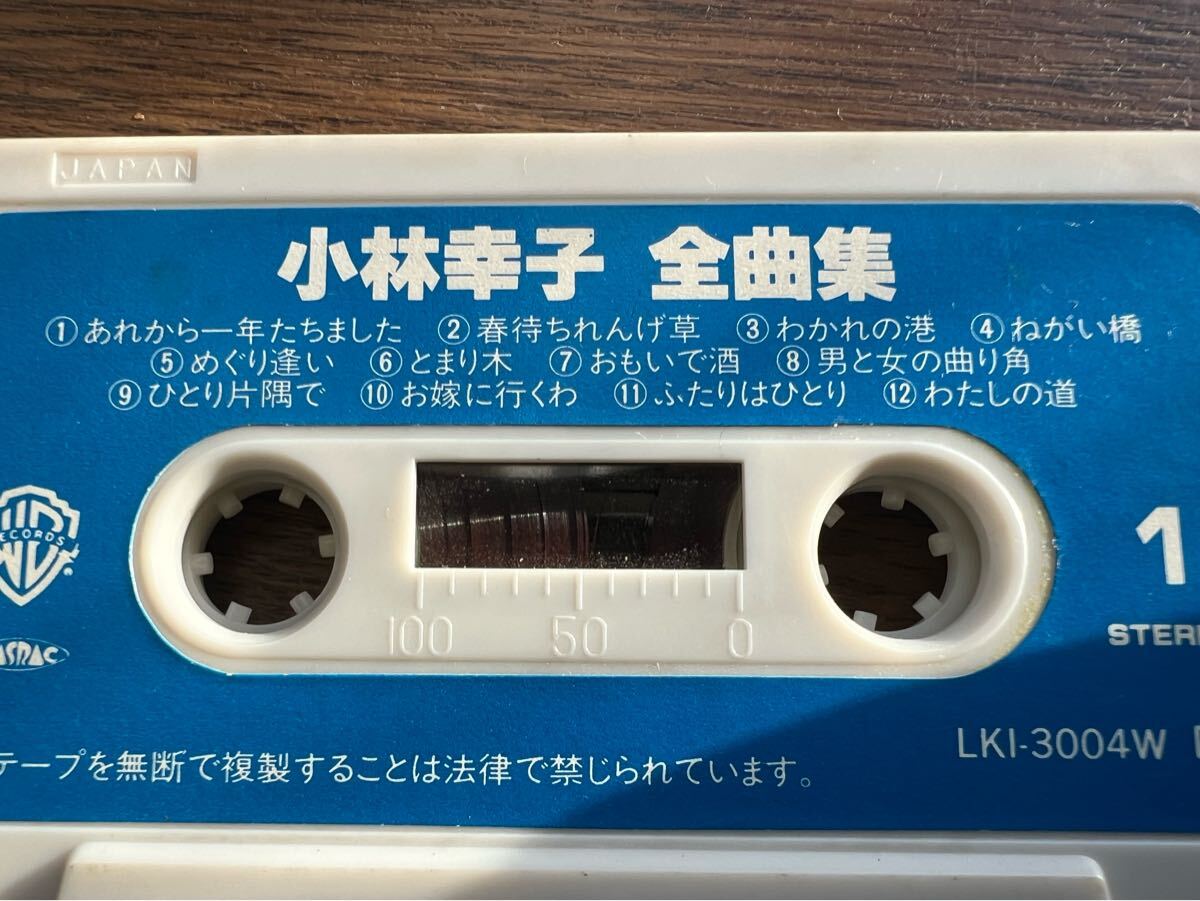 JAPAN
小林幸子 全曲集
①あれから一年たちました ②春待ちれんげ草 ③わかれの港 ④ねがい橋
⑤めぐり逢い ⑥とまり木 ⑦おもいで酒 ⑧男と女の曲り角
⑨ひとり片隅で ⑩お嫁に行くわ ⑪ふたりはひとり ⑫わたしの道
RECORDS
1
STERE
JASRAC
100 50 0
LKI-3004W
テープを無断で複製することは法律で禁じられています。